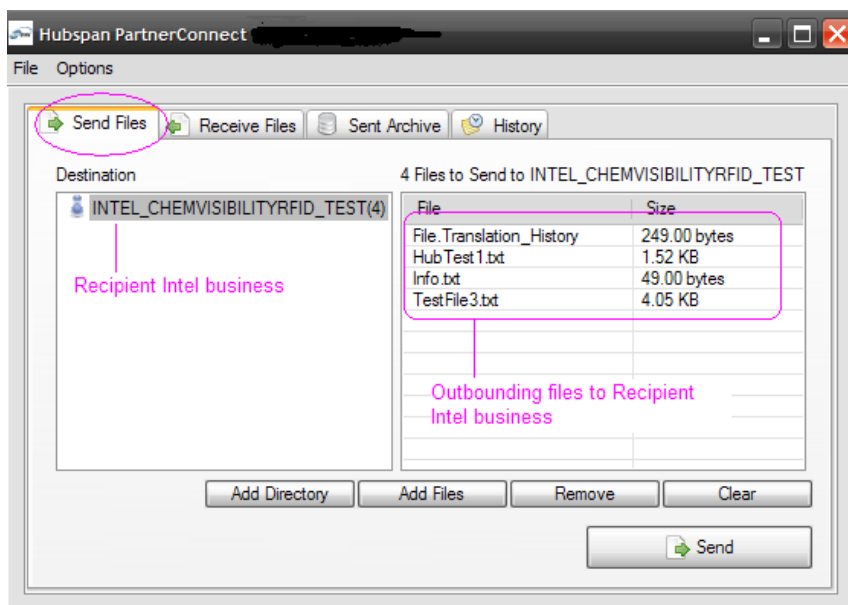 Hubspan PartnerConnect
File Options
Send Files Receive Files Sent Archive History
Destination
4 Files to Send to INTEL_CHEMVISIBILITYRFID_TEST
INTEL_CHEMVISIBILITYRFID_TEST(4)
File Size
File.Translation_History 249.00 bytes
HubTest1.txt 1.52 KB
Info.txt 49.00 bytes
TestFile3.txt 4.05 KB
Recipient Intel business
Outbounding files to Recipient
Intel business
Add Directory Add Files Remove Clear
Send